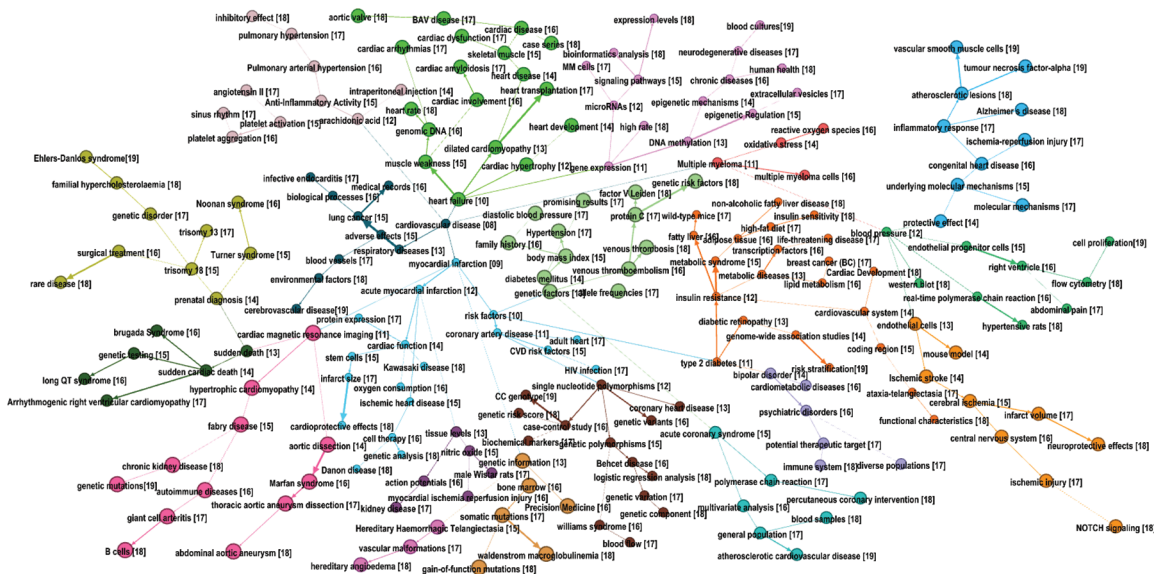 inhibitory effect [18]
aortic valve [18]
BAV disease [17]
cardiac disease [16]
expression levels [18]
blood cultures [19]
pulmonary hypertension [17]
cardiac dysfunction [17]
case series [18]
cardiac arrhythmias [17]
skeletal muscle [15]
bioinformatics analysis [18]
neurodegenerative diseases [17]
vascular smooth muscle cells [19]
Pulmonary arterial hypertension [16]
cardiac amyloidosis [17]
heart disease [14]
MM cells [17]
human health [18]
tumour necrosis factor-alpha [19]
signaling pathways [15]
chronic diseases [16]
angiotensin II [17]
intraperitoneal injection [14]
heart transplantation [17]
extracellular vesicles [17]
atherosclerotic lesions [18]
Anti-Inflammatory Activity [15]
cardiac involvement [16]
microRNAs [12]
epigenetic mechanisms [14]
sinus rhythm [17]
heart rate [18]
epigenetic Regulation [15]
Alzheimer's disease [18]
platelet activation [15]
arachidonic acid [12]
genomic DNA [16]
heart development [14]
high rate [18]
reactive oxygen species [16]
inflammatory response [17]
platelet aggregation [16]
dilated cardiomyopathy [13]
DNA methylation [13]
oxidative stress [14]
ischemia-reperfusion injury [17]
Ehlers-Danlos syndrome[19]
muscle weakness [15]
cardiac hypertrophy [12]
gene expression [11]
Multiple myeloma [11]
congenital heart disease [16]
familial hypercholesterolaemia [18]
infective endocarditis [17]
medical records [16]
factor V Leiden [18]
genetic risk factors [18]
multiple myeloma cells [16]
underlying molecular mechanisms [15]
biological processes [16]
heart failure [10]
promising results [17]
non-alcoholic fatty liver disease [18]
molecular mechanisms [17]
Noonan syndrome [16]
genetic disorder [17]
lung cancer [15]
cardiovascular disease [08]
diastolic blood pressure [17]
protein C [17]
wild-type mice [17]
insulin sensitivity [18]
protective effect [14]
trisomy 13 [17]
adverse effects [15]
Hypertension [17]
high-fat diet [17]
blood pressure [12]
surgical treatment [16]
Turner syndrome [15]
respiratory diseases [13]
family history [16]
venous thrombosis [18]
fatty liver [16]
adipose tissue [16]
life-threatening disease [17]
endothelial progenitor cells [15]
cell proliferation[19]
trisomy 18 [15]
blood vessels [17]
myocardial infarction [09]
body mass index [15]
metabolic syndrome [15]
transcription factors [16]
breast cancer (BC) [17]
right ventricle [16]
rare disease [18]
environmental factors [18]
acute myocardial infarction [12]
diabetes mellitus [14]
venous thromboembolism [16]
metabolic diseases [13]
Cardiac Development [18]
western Blot [18]
flow cytometry [18]
prenatal diagnosis [14]
genetic factors [13]
allele frequencies [17]
insulin resistance [12]
lipid metabolism [16]
real-time polymerase chain reaction [16]
cerebrovascular disease [19]
risk factors [10]
cardiovascular system [14]
abdominal pain [17]
protein expression [17]
diabetic retinopathy [13]
endothelial cells [13]
hypertensive rats [18]
brugada Syndrome [16]
cardiac magnetic resonance imaging [11]
coronary artery disease [11]
adult heart [17]
genome-wide association studies [14]
cardiac function [14]
coding region [15]
mouse model [14]
genetic testing [15]
sudden death [13]
stem cells [15]
CVD risk factors [15]
type 2 diabetes [11]
risk stratification [19]
sudden cardiac death [14]
Kawasaki disease [18]
HIV infection [17]
bipolar disorder [14]
Ischemic stroke [14]
long QT syndrome [16]
infarct size [17]
oxygen consumption [16]
single nucleotide polymorphisms [12]
cardiometabolic diseases [16]
ataxia-telangiectasia [17]
cerebral ischemia [15]
hypertrophic cardiomyopathy [14]
CC genotype[19]
Arrhythmogenic right ventricular cardiomyopathy [17]
ischemic heart disease [15]
coronary heart disease [13]
psychiatric disorders [16]
infarct volume [17]
genetic risk score [18]
genetic variants [16]
functional characteristics [18]
fabry disease [15]
cardioprotective effects [18]
case-control study [16]
acute coronary syndrome [15]
central nervous system [16]
neuroprotective effects [18]
tissue levels [13]
cell therapy [16]
biochemical markers [17]
genetic polymorphisms [15]
potential therapeutic target [17]
aortic dissection [14]
nitric oxide [15]
genetic analysis [18]
genetic information [13]
Behcet disease [16]
immune system [18]
diverse populations [17]
chronic kidney disease [18]
Danon disease [18]
male Wistar rats [17]
logistic regression analysis [18]
genetic mutations[19]
Marfan syndrome [16]
action potentials [16]
bone marrow [16]
polymerase chain reaction [17]
ischemic injury [17]
autoimmune diseases [16]
myocardial ischemia reperfusion injury [16]
genetic variation [17]
percutaneous coronary intervention [18]
thoracic aortic aneurysm dissection [17]
kidney disease [17]
Precision Medicine [16]
multivariate analysis [16]
giant cell arteritis [17]
somatic mutations [17]
genetic component [18]
blood samples [18]
Hereditary Haemorrhagic Telangiectasia [15]
williams syndrome [16]
general population [17]
NOTCH signaling [18]
B cells [18]
vascular malformations [17]
blood flow [17]
abdominal aortic aneurysm [18]
waldenstrom macroglobulinemia [18]
atherosclerotic cardiovascular disease [19]
hereditary angioedema [18]
gain-of-function mutations [18]